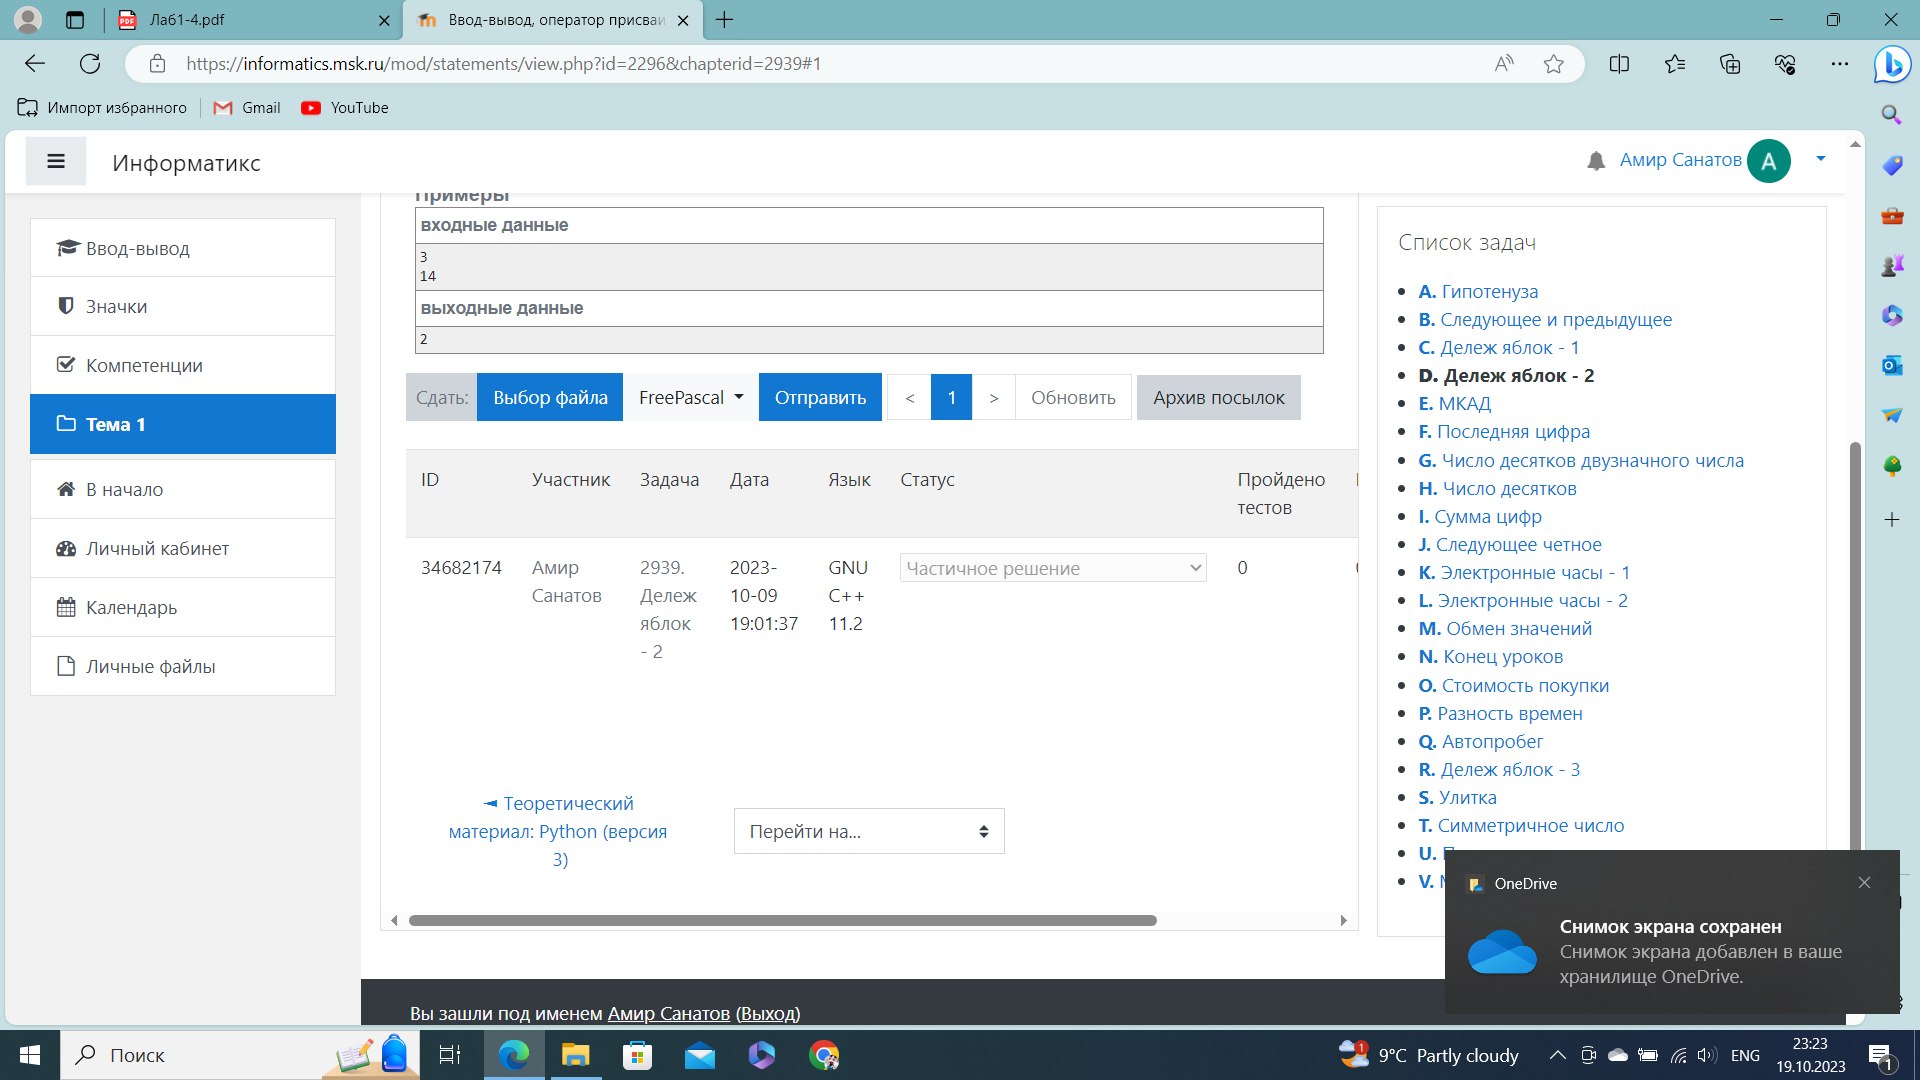 Ла61-4.pdf
Ввод-вывод, оператор присваи
https://informatics.msk.ru/mod/statements/view.php?id=2296&chapterid=2939#1
Импорт избранного
Gmail
YouTube
Информатикс
Амир Санатов
А
Ввод-вывод
Значки
Компетенции
Тема 1
В начало
Личный кабинет
Календарь
Личные файлы
Примеры
входные данные
3
14
выходные данные
2
Сдать:
Выбор файла
FreePascal
Отправить
<
1
>
Обновить
Архив посылок
ID
Участник
Задача
Дата
Язык
Статус
Пройдено
тестов
34682174
Амир
Санатов
2939.
Дележ
яблок
- 2
2023-
10-09
19:01:37
GNU
C++
11.2
Частичное решение
0
◄ Теоретический
материал: Python (версия
3)
Перейти на...
Список задач
A. Гипотенуза
B. Следующее и предыдущее
C. Дележ яблок - 1
D. Дележ яблок - 2
E. МКАД
F. Последняя цифра
G. Число десятков двузначного числа
H. Число десятков
I. Сумма цифр
J. Следующее четное
K. Электронные часы - 1
L. Электронные часы - 2
M. Обмен значений
N. Конец уроков
O. Стоимость покупки
P. Разность времен
Q. Автопробег
R. Дележ яблок - 3
S. Улитка
T. Симметричное число
U.
V.
OneDrive
Снимок экрана сохранен
Снимок экрана добавлен в ваше
хранилище OneDrive.
Вы зашли под именем Амир Санатов (Выход)
Поиск
9°C Partly cloudy
ENG
23:23
19.10.2023
1
1